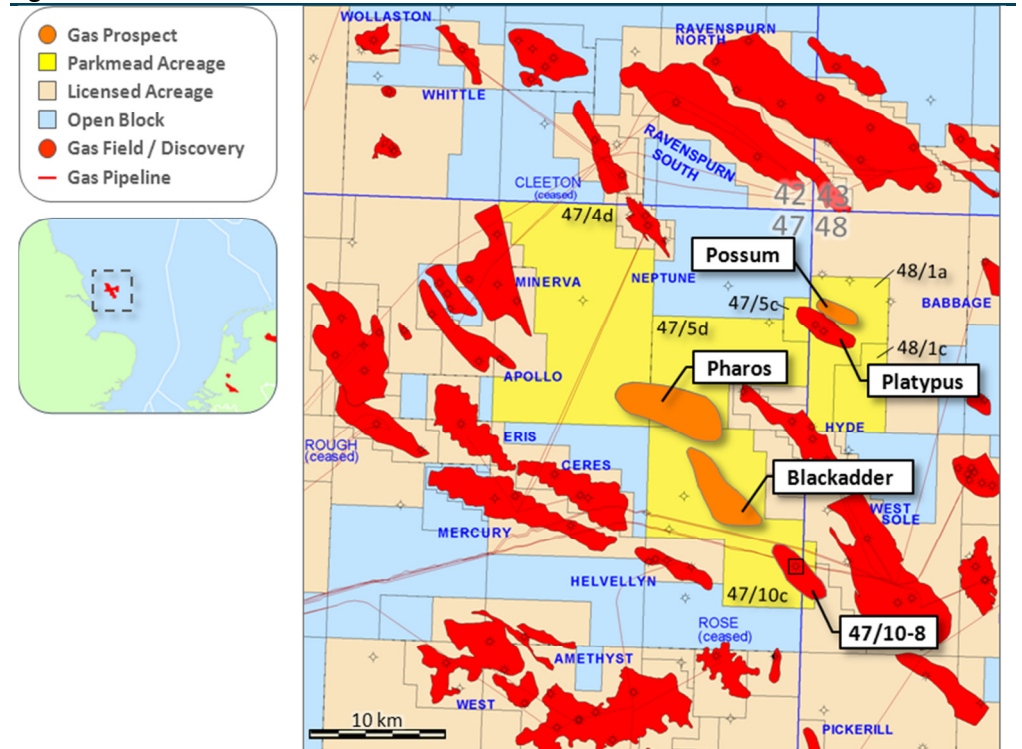 Gas Prospect
Parkmead Acreage
Licensed Acreage
Open Block
Gas Field / Discovery
Gas Pipeline
WOLLASTON
RAVENSPURN
NORTH
WHITTLE
RAVENSPURN
SOUTH
CLEETON
(ceased)
42 43
47 48
47/4d
Possum
NEPTUNE
MINERVA
48/1a
BABBAGE
47/5c
47/5d
48/1c
Pharos
Platypus
APOLLO
HYDE
ROUGH
(ceased)
ERIS
CERES
Blackadder
WEST
SOLE
MERCURY
HELVELLYN
47/10c
ROSE
(ceased)
47/10-8
AMETHYST
WEST
10 km
PICKERILL